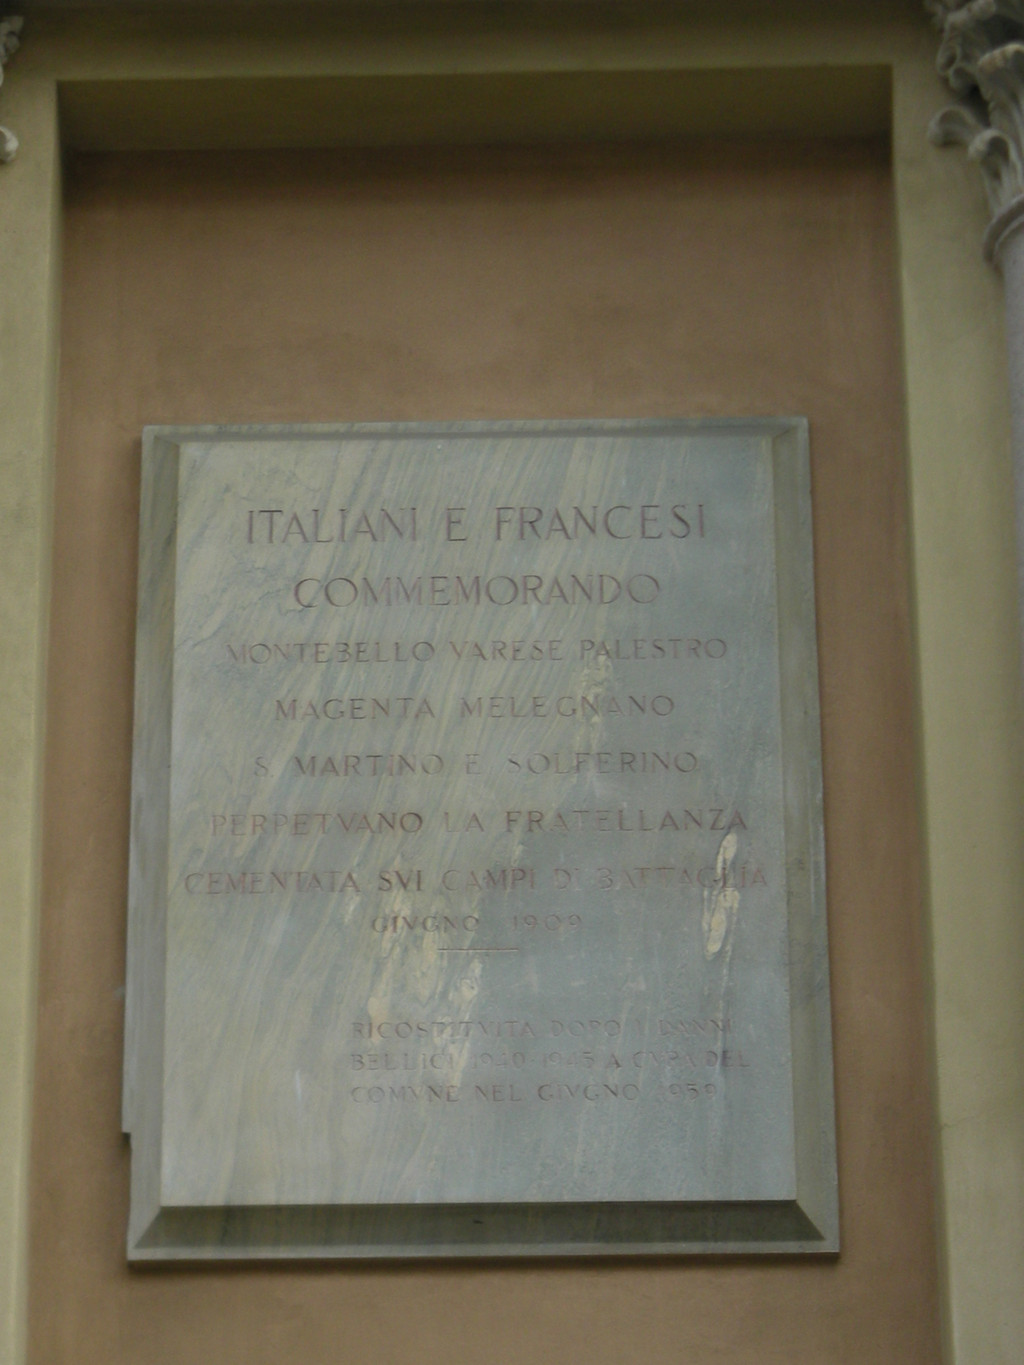 ITALIANI E FRANCESI
COMMEMORANDO
MONTEBELLO VARESE PALESTRO
MAGENTA MELEGNANO
S. MARTINO E SOLFERINO
PERPETVANO LA FRATELLANZA
CEMENTATA SVI CAMPI DI BATTAGLIA
GIVGNO 1909
RICOSTITVITA DOPO I DANNI
BELLICI 1940-1945 A CVRA DEL
COMVNE NEL GIVGNO 1959